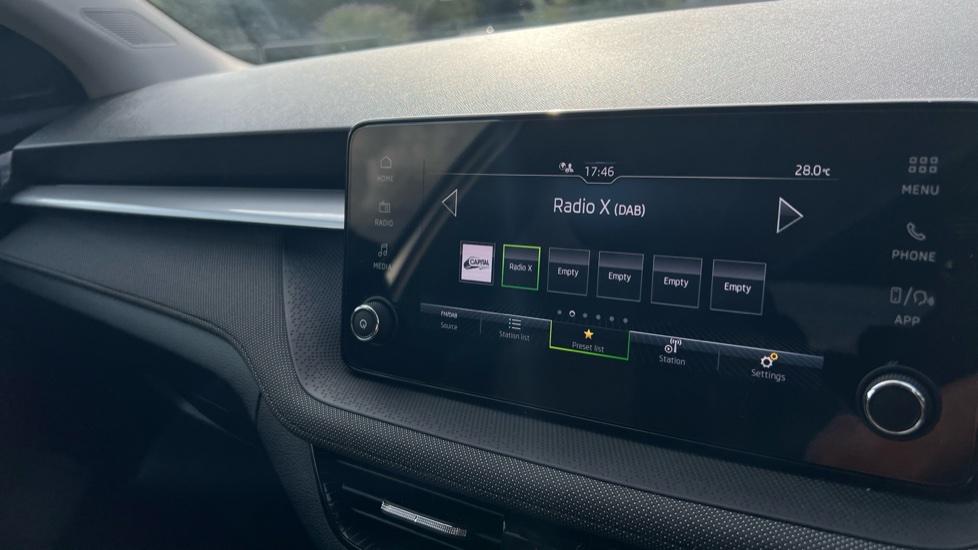 HOME
RADIO
MEDIA
17:46
28.0°C
Radio X (DAB)
CAPITAL
Radio X
Empty
Empty
Empty
Empty
FM/DAB
Source
Station list
Preset list
Station
Settings
MENU
PHONE
APP